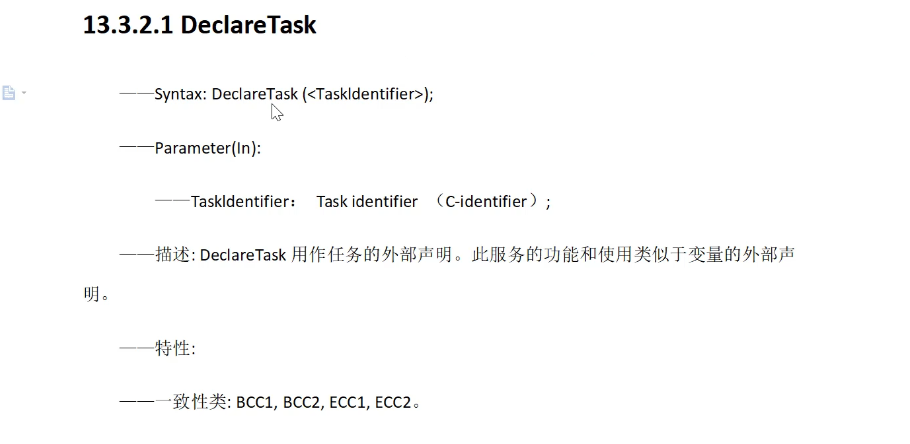 13.3.2.1 DeclareTask
——Syntax: DeclareTask (<TaskIdentifier>);
——Parameter(In):
——TaskIdentifier： Task identifier （C-identifier）;
——描述: DeclareTask 用作任务的外部声明。此服务的功能和使用类似于变量的外部声
明。
——特性:
——一致性类: BCC1, BCC2, ECC1, ECC2。